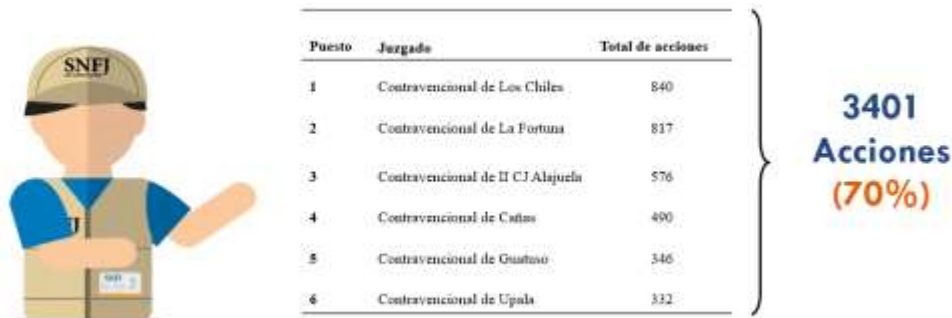 SNFJ
Puesto Juzgado Total de acciones
1 Contravencional de Los Chiles 840
2 Contravencional de La Fortuna 817
3 Contravencional de II CJ Alajuela 576
4 Contravencional de Cañas 490
5 Contravencional de Guatuso 346
6 Contravencional de Upala 332
3401
Acciones
(70%)